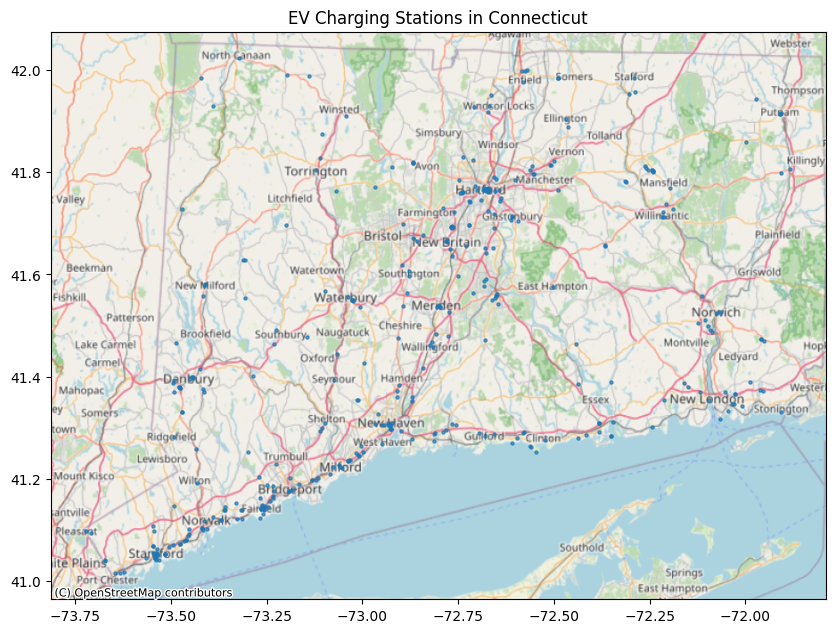 EV Charging Stations in Connecticut
Agawam
Webster
North Canaan
42.0
Enfield
Somers
Stafford
Thompson
Winsted
Windsor Locks
Putnam
Ellington
Simsbury
Tolland
Windsor
Vernon
Killingly
41.8
Avon
Torrington
Manchester
Mansfield
Hartford
Valley
Litchfield
Farmington
Glastonbury
Willimantic
Bristol
New Britain
Plainfield
Beekman
Watertown
Southington
Griswold
41.6
New Milford
East Hampton
Fishkill
Waterbury
Meriden
Norwich
Patterson
Brookfield
Southbury
Naugatuck
Cheshire
Lake Carmel
Wallingford
Montville
Carmel
Oxford
Ledyard
41.4
Danbury
Seymour
Hamden
Mahopac
Essex
New London
Somers
Shelton
New Haven
Stonington
Ridgefield
West Haven
Guilford
Clinton
Lewisboro
Trumbull
41.2
Mount Kisco
Milford
Wilton
Bridgeport
Fairfield
Norwalk
Pleasant
Stamford
Southold
41.0
Port Chester
Springs
East Hampton
(C) OpenStreetMap contributors
−73.75 −73.50 −73.25 −73.00 −72.75 −72.50 −72.25 −72.00